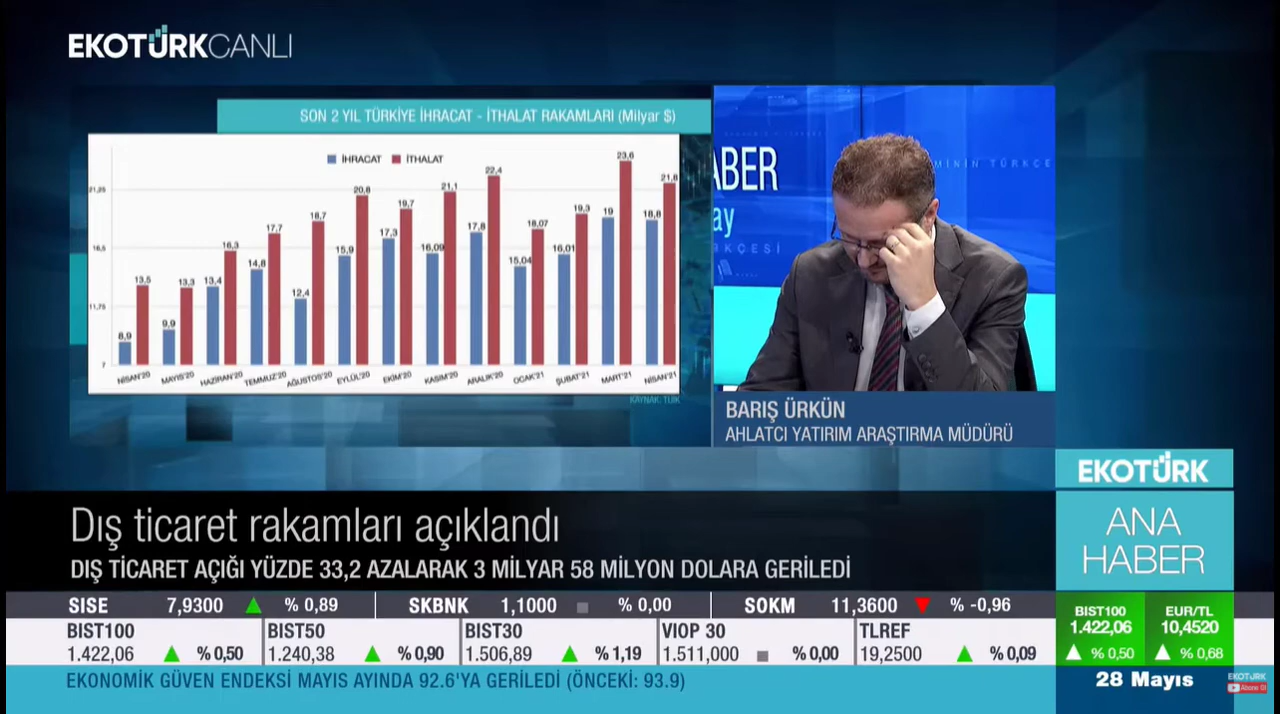 EKOTÜRKCANLI
SON 2 YIL TÜRKİYE İHRACAT - İTHALAT RAKAMLARI (Milyar $)
İHRACAT İTHALAT
21,25
16,5
11,75
7
8,9 13,5
9,9 13,3
13,4 16,3
14,8 17,7
12,4 18,7
15,9 20,8
17,3 19,7
16,09 21,1
17,8 22,4
15,04 18,07
16,01 19,3
19 23,6
18,8 21,8
NİSAN'20 MAYIS'20 HAZİRAN'20 TEMMUZ'20 AĞUSTOS'20 EYLÜL'20 EKİM'20 KASIM'20 ARALIK'20 OCAK'21 ŞUBAT'21 MART'21 NİSAN'21
KAYNAK: TÜİK
ABER
MİNİN TÜRKÇE
ay
RKÇESİ
BARIŞ ÜRKÜN
AHLATCI YATIRIM ARAŞTIRMA MÜDÜRÜ
EKOTÜRK
ANA
HABER
Dış ticaret rakamları açıklandı
DIŞ TİCARET AÇIĞI YÜZDE 33,2 AZALARAK 3 MİLYAR 58 MİLYON DOLARA GERİLEDİ
SISE 7,9300 % 0,89 SKBNK 1,1000 % 0,00 SOKM 11,3600 % -0,96
BIST100 BIST50 BIST30 VIOP 30 TLREF
1.422,06 % 0,50 1.240,38 % 0,90 1.506,89 % 1,19 1.511,000 % 0,00 19,2500 % 0,09
BIST100 EUR/TL
1.422,06 10,4520
% 0,50 % 0,68
EKONOMİK GÜVEN ENDEKSİ MAYIS AYINDA 92.6'YA GERİLEDİ (ÖNCEKİ: 93.9)
28 Mayıs
EKOTÜRK
Abone Ol